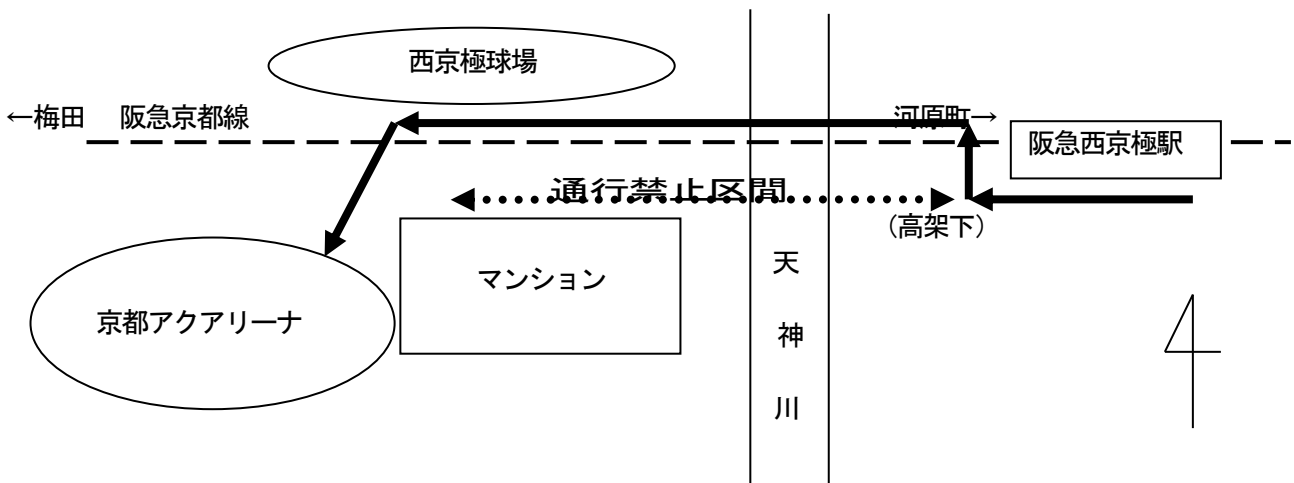 西京極球場
←梅田　阪急京都線
河原町→
阪急西京極駅
通行禁止区間
(高架下)
マンション
天神川
京都アクアリーナ